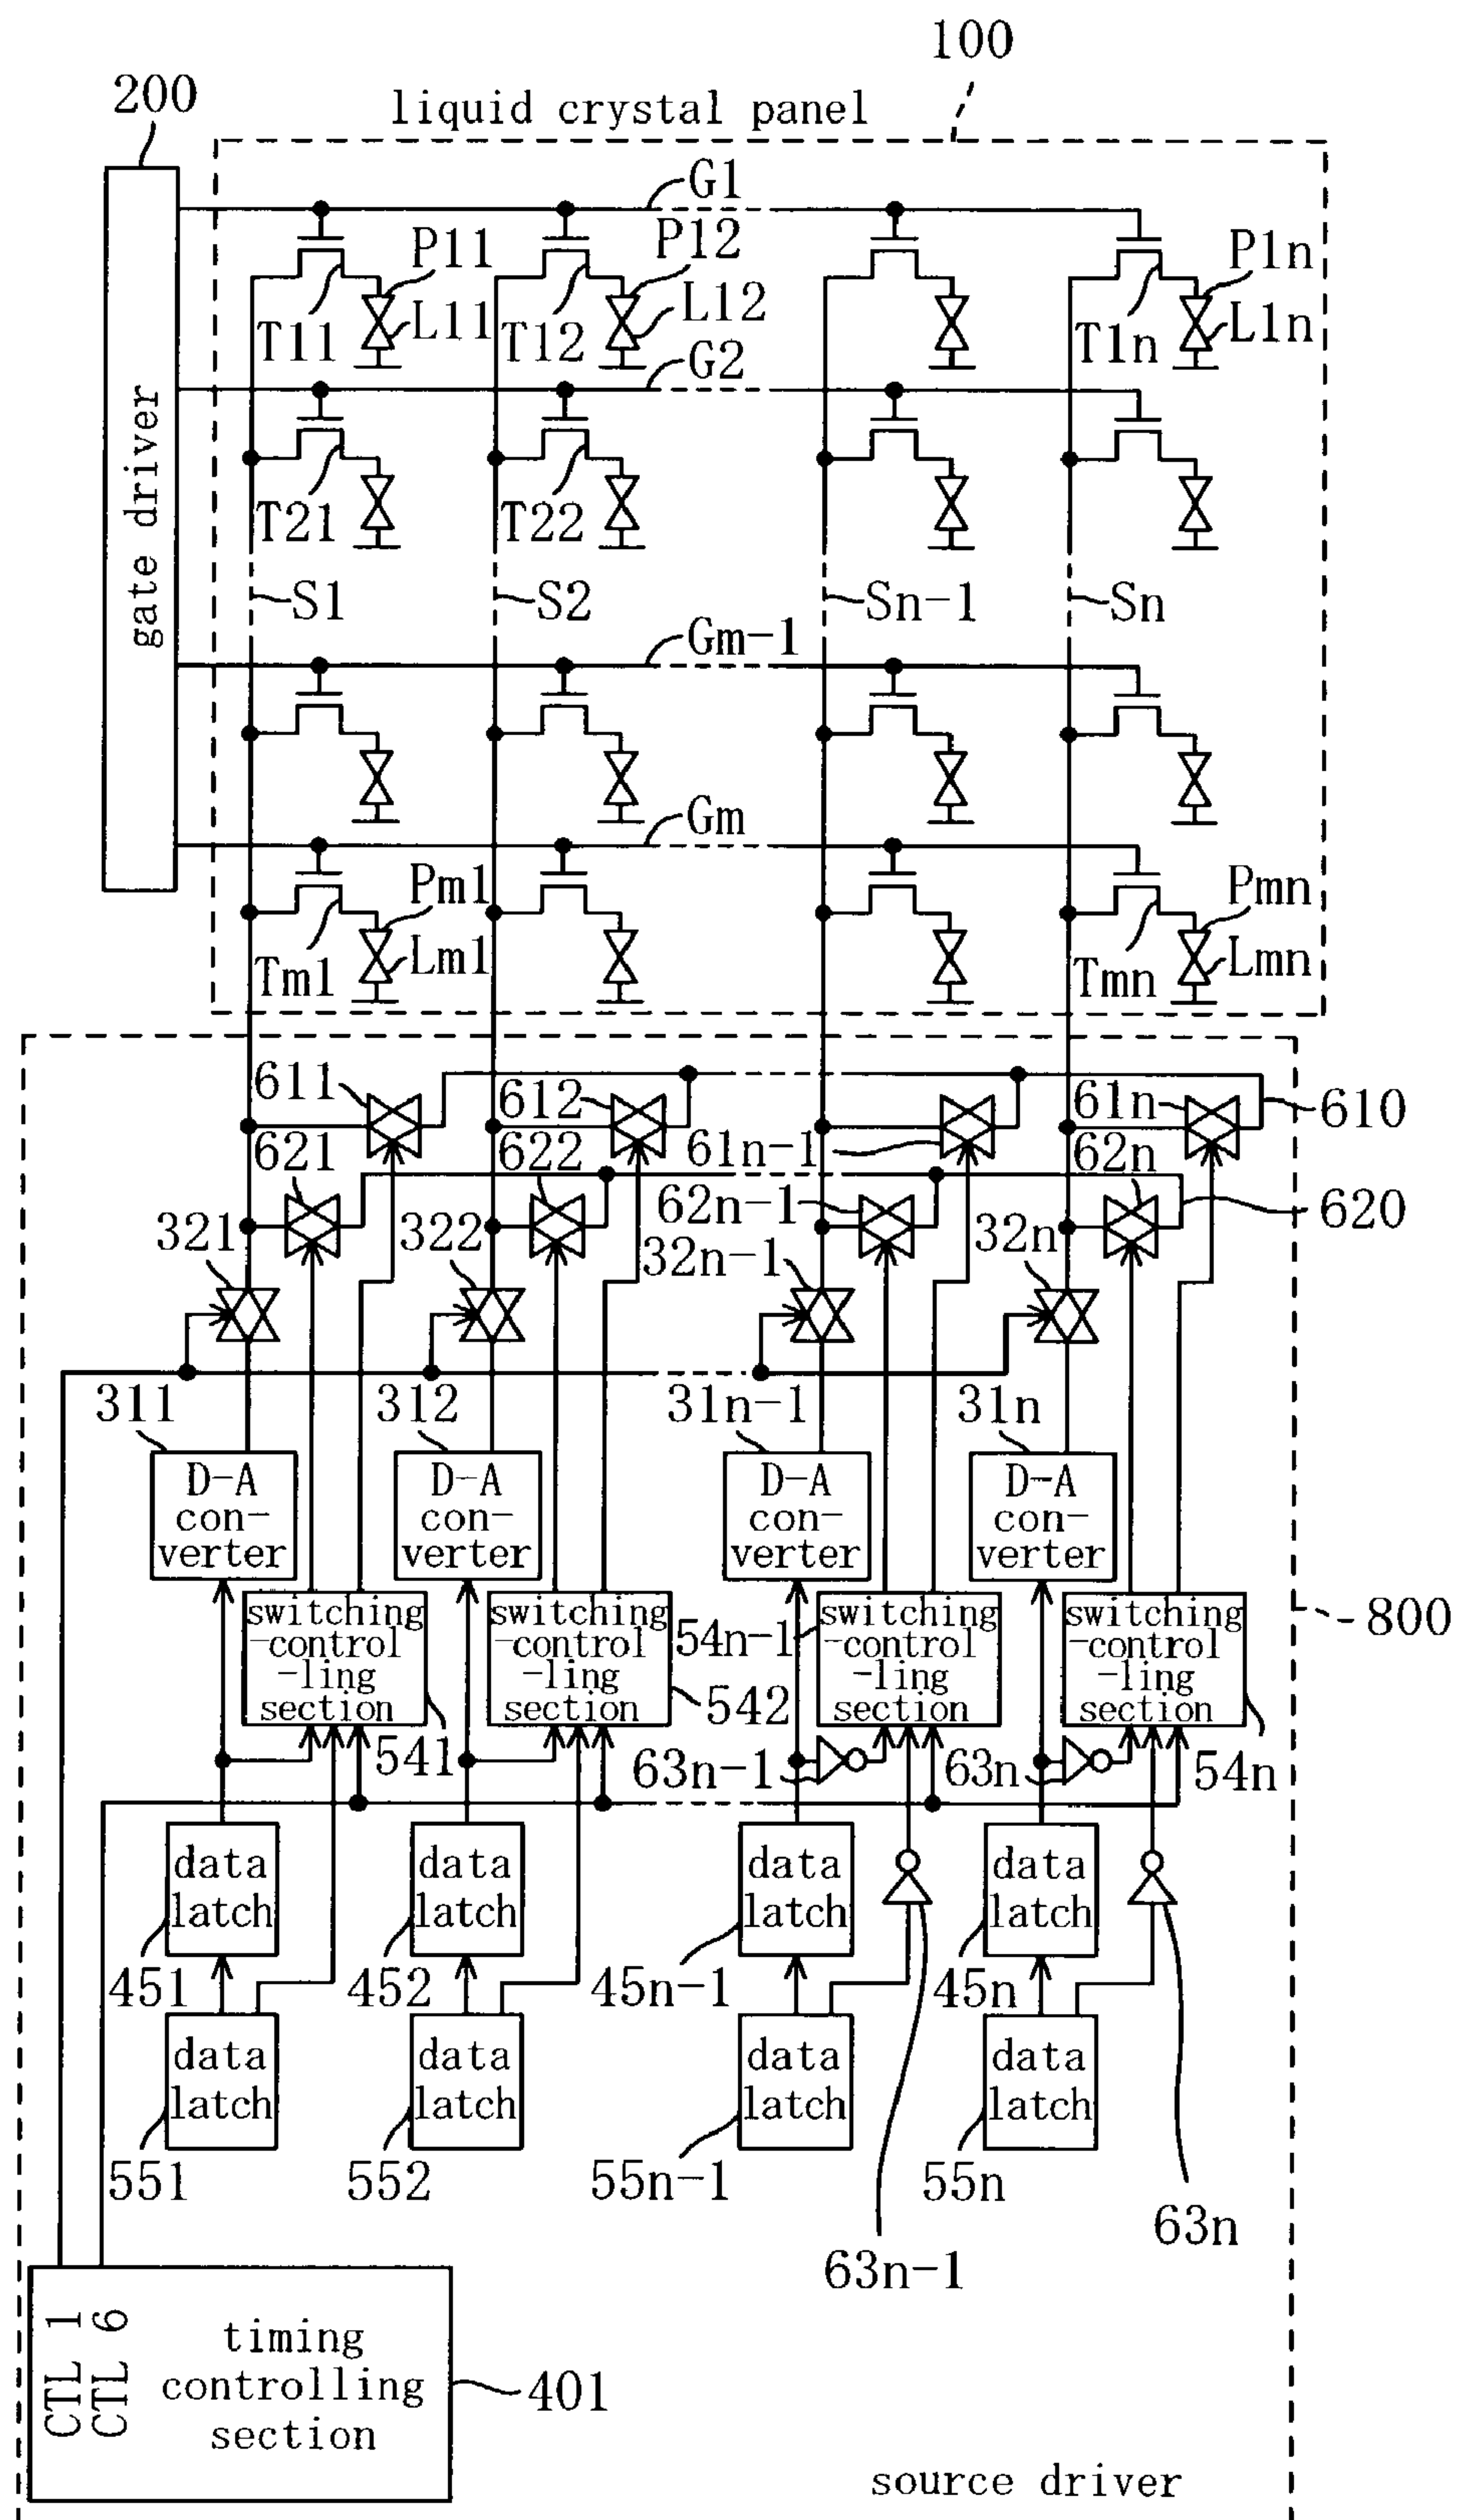 100
200
liquid crystal panel
G1
P11
P12
P1n
L11
L12
L1n
T11
T12
T1n
G2
gate driver
T21
T22
S1
S2
Sn-1
Sn
Gm-1
Gm
Pm1
Pmn
Lm1
Lmn
Tm1
Tmn
611
612
61n-1
61n
610
621
622
62n-1
62n
620
321
322
32n-1
32n
311
312
31n-1
31n
D-A
con-
verter
D-A
con-
verter
D-A
con-
verter
D-A
con-
verter
switching
-control
-ling
section
switching
-control
-ling
section
switching
-control
-ling
section
switching
-control
-ling
section
54n-1
800
542
541
63n-1
63n
54n
data
latch
data
latch
data
latch
data
latch
451
452
45n-1
45n
data
latch
data
latch
data
latch
data
latch
551
552
55n-1
55n
63n-1
63n
CTL 1
CTL 6
timing
controlling
section
401
source driver